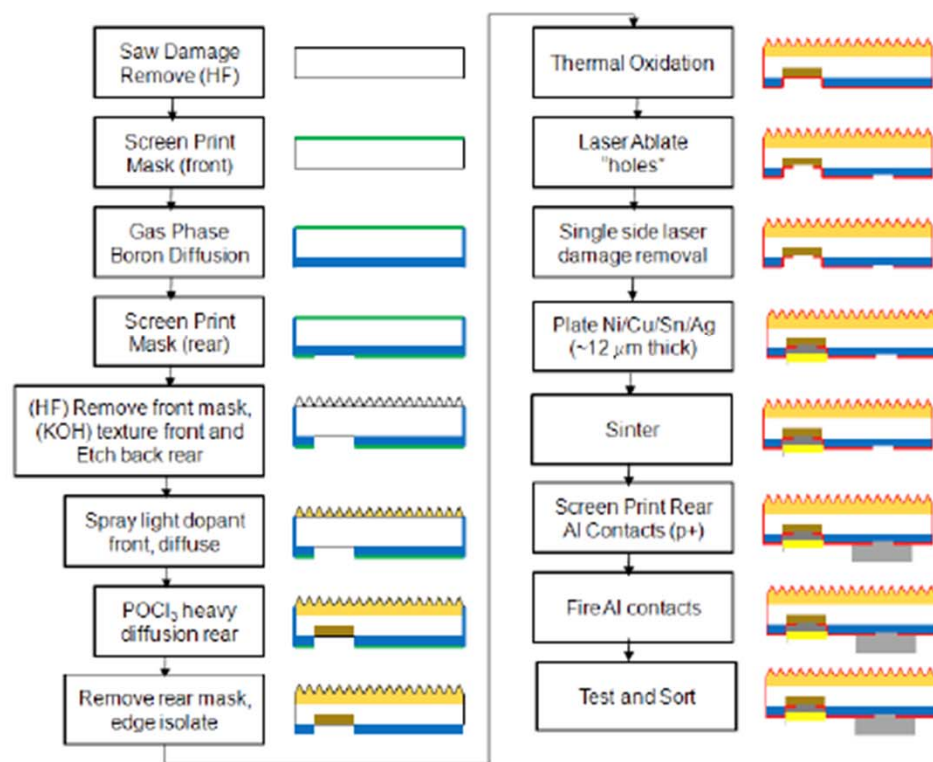 Saw Damage
Remove (HF)
Screen Print
Mask (front)
Gas Phase
Boron Diffusion
Screen Print
Mask (rear)
(HF) Remove front mask,
(KOH) texture front and
Etch back rear
Spray light dopant
front, diffuse
POCl₃ heavy
diffusion rear
Remove rear mask,
edge isolate
Thermal Oxidation
Laser Ablate
"holes"
Single side laser
damage removal
Plate Ni/Cu/Sn/Ag
(~12 μm thick)
Sinter
Screen Print Rear
Al Contacts (p+)
Fire Al contacts
Test and Sort